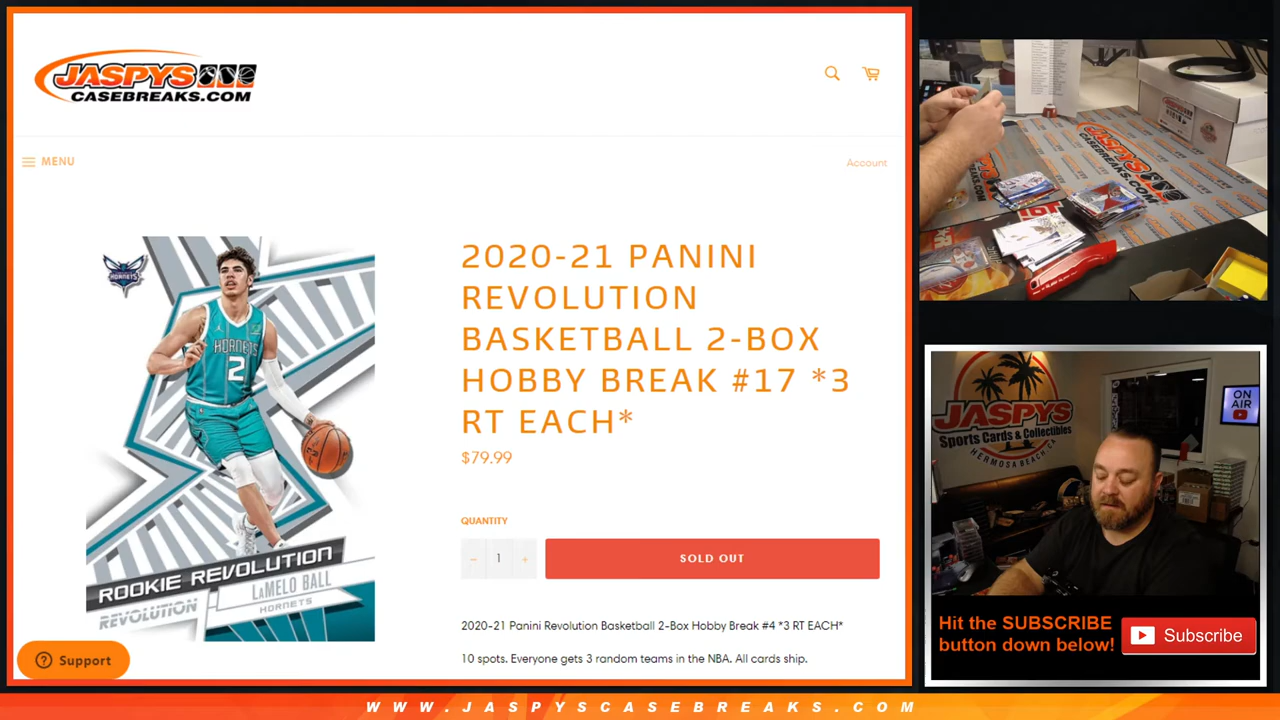 JASPYS
CASEBREAKS.COM
MENU
Account
HORNETS
HORNETS
2
ROOKIE REVOLUTION
REVOLUTION
LAMELO BALL
HORNETS
2020-21 PANINI
REVOLUTION
BASKETBALL 2-BOX
HOBBY BREAK #17 *3
RT EACH*
$79.99
QUANTITY
− 1 +
SOLD OUT
2020-21 Panini Revolution Basketball 2-Box Hobby Break #4 *3 RT EACH*
10 spots. Everyone gets 3 random teams in the NBA. All cards ship.
Support
JASPYS
CASEBREAKS.COM
JASPYS
Sports Cards & Collectibles
HERMOSA BEACH, CA
ON
AIR
Hit the SUBSCRIBE
button down below!
Subscribe
WWW.JASPYSCASEBREAKS.COM